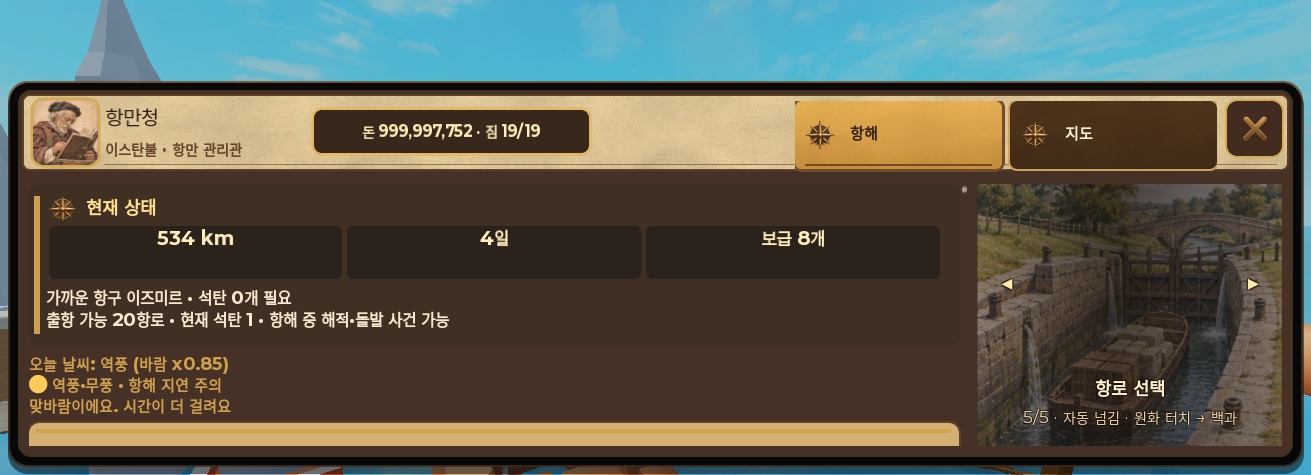 항만청
이스탄불 • 항만 관리관
돈 999,997,752 · 짐 19/19
항해
지도
현재 상태
534 km
4일
보급 8개
가까운 항구 이즈미르 • 석탄 0개 필요
출항 가능 20항로 • 현재 석탄 1 • 항해 중 해적•돌발 사건 가능
오늘 날씨: 역풍 (바람 x0.85)
역풍•무풍 • 항해 지연 주의
맞바람이에요. 시간이 더 걸려요
항로 선택
5/5 · 자동 넘김 · 원화 터치 → 백과